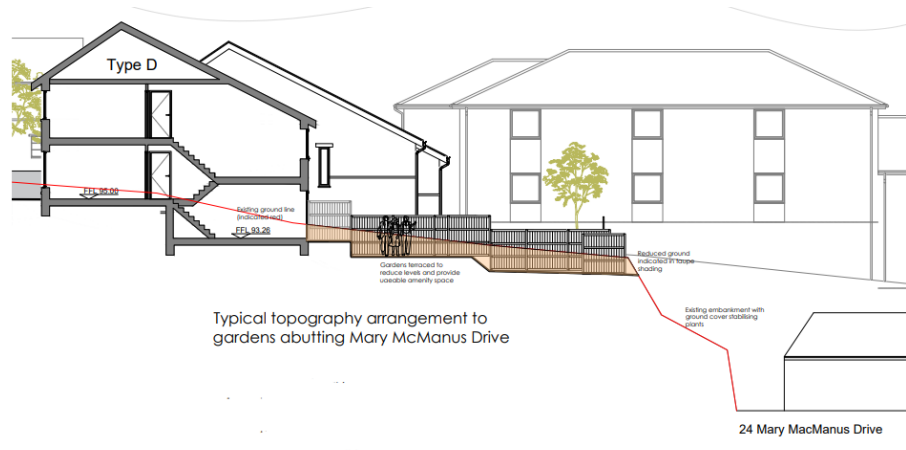 Type D
FFL 95.00
Existing ground line
(indicated red)
FFL 93.26
Gardens terraced to
reduce levels and provide
useable amenity space
Reduced ground
indicated in taupe
shading
Existing embankment with
ground cover stabilising
plants
Typical topography arrangement to
gardens abutting Mary McManus Drive
24 Mary MacManus Drive